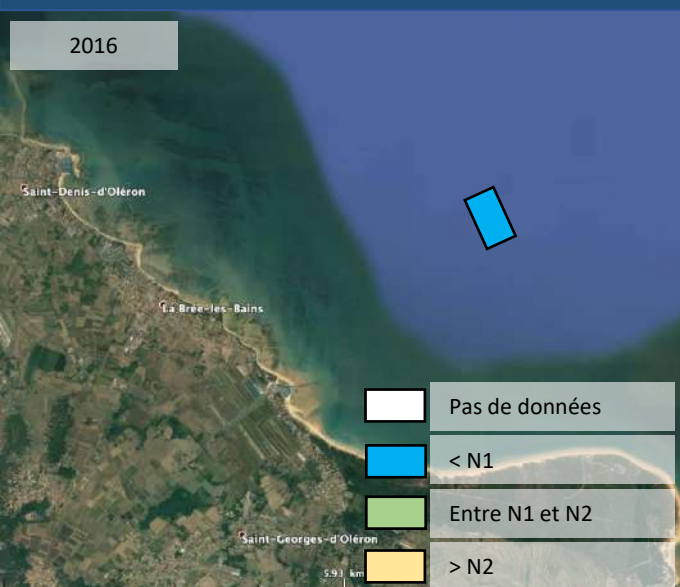 2016
Saint-Denis-d'Oléron
La Brée-les-Bains
Pas de données
< N1
Entre N1 et N2
Saint-Georges-d'Oléron
> N2
5.93 km